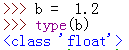 >>> b =  1.2
>>> type(b)
<class 'float'>